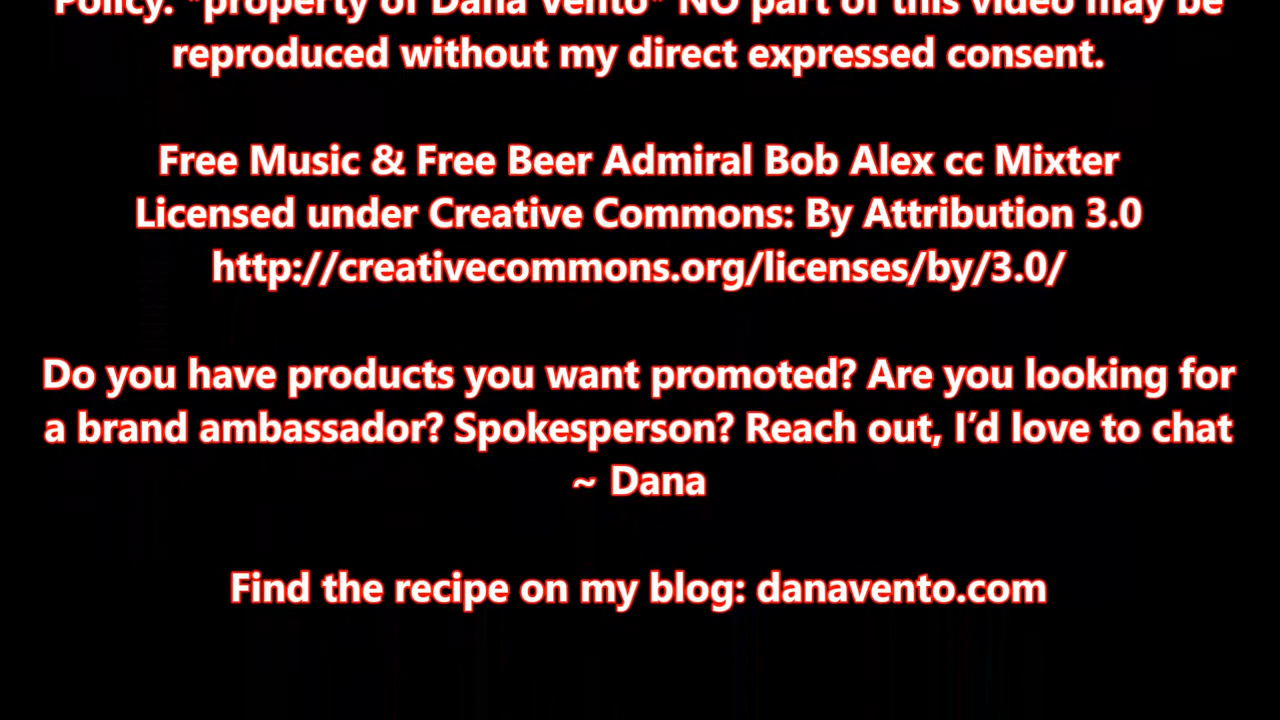 Policy. *property of Dana Vento* NO part of this video may be
reproduced without my direct expressed consent.
Free Music & Free Beer Admiral Bob Alex cc Mixter
Licensed under Creative Commons: By Attribution 3.0
http://creativecommons.org/licenses/by/3.0/
Do you have products you want promoted? Are you looking for
a brand ambassador? Spokesperson? Reach out, I’d love to chat
~ Dana
Find the recipe on my blog: danavento.com